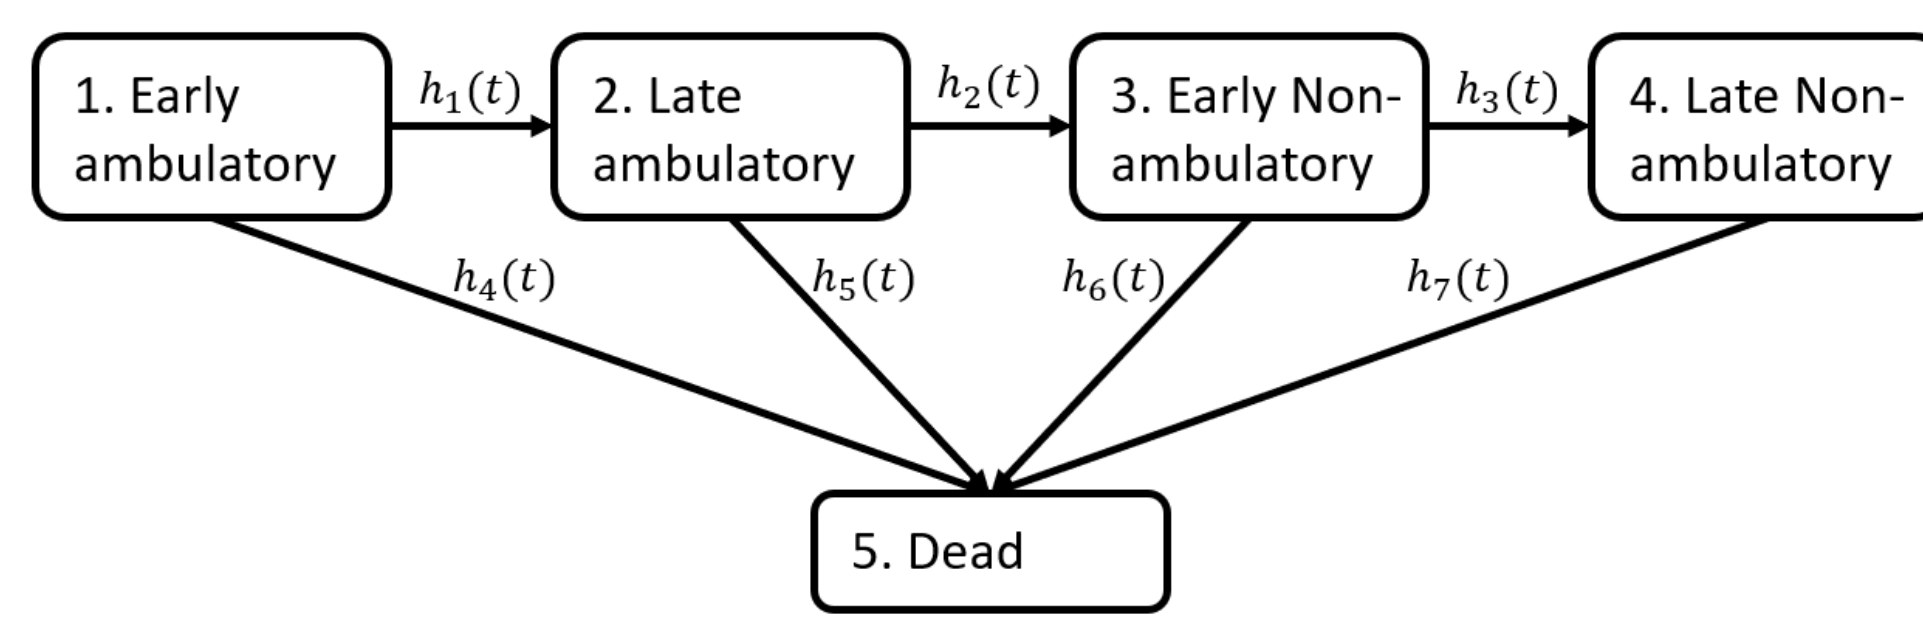 1. Early
ambulatory
h₁(t)
2. Late
ambulatory
h₂(t)
3. Early Non-
ambulatory
h₃(t)
4. Late Non-
ambulatory
h₄(t)
h₅(t)
h₆(t)
h₇(t)
5. Dead